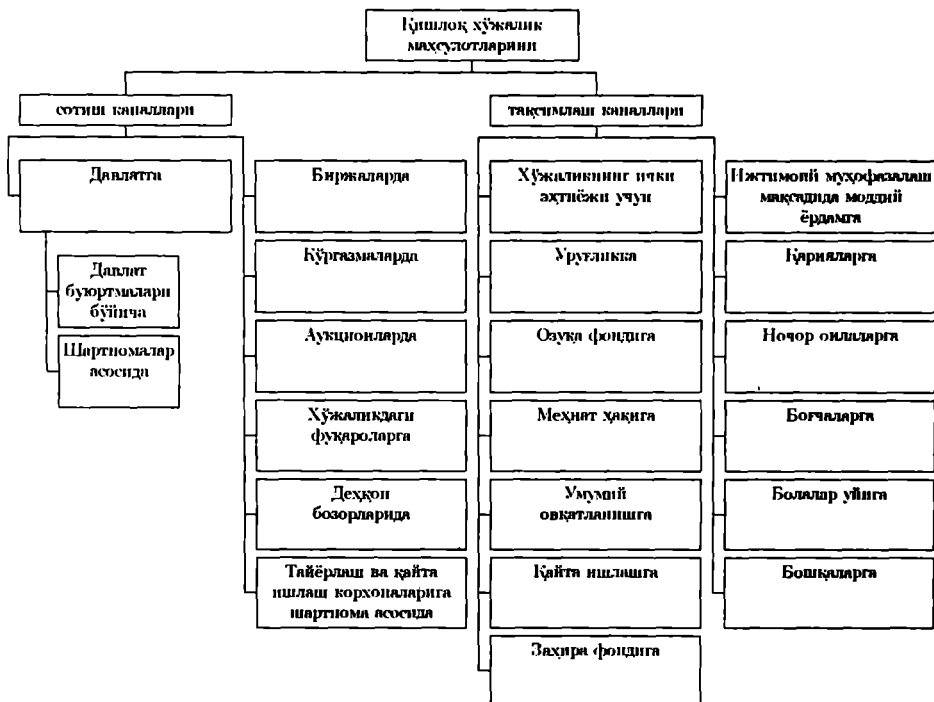 Қишлоқ хўжалик
маҳсулотларини
сотиш каналлари
тақсимлаш каналлари
Давлатга
Давлат
буюртмалари
бўйича
Шартномалар
асосида
Биржаларда
Кўргазмаларда
Аукционларда
Хўжаликдаги
фуқароларга
Деҳқон
бозорларида
Тайёрлаш ва қайта
ишлаш корхоналарига
шартнома асосида
Хўжаликнинг ички
эҳтиёжи учун
Уруғликка
Озуқа фондига
Меҳнат ҳақига
Умумий
овқатланишга
Қайта ишлашга
Заҳира фондига
Ижтимоий муҳофазалаш
мақсадида моддий
ёрдамга
Қарияларга
Ночор оилаларга
Боғчаларга
Болалар уйига
Бошқаларга